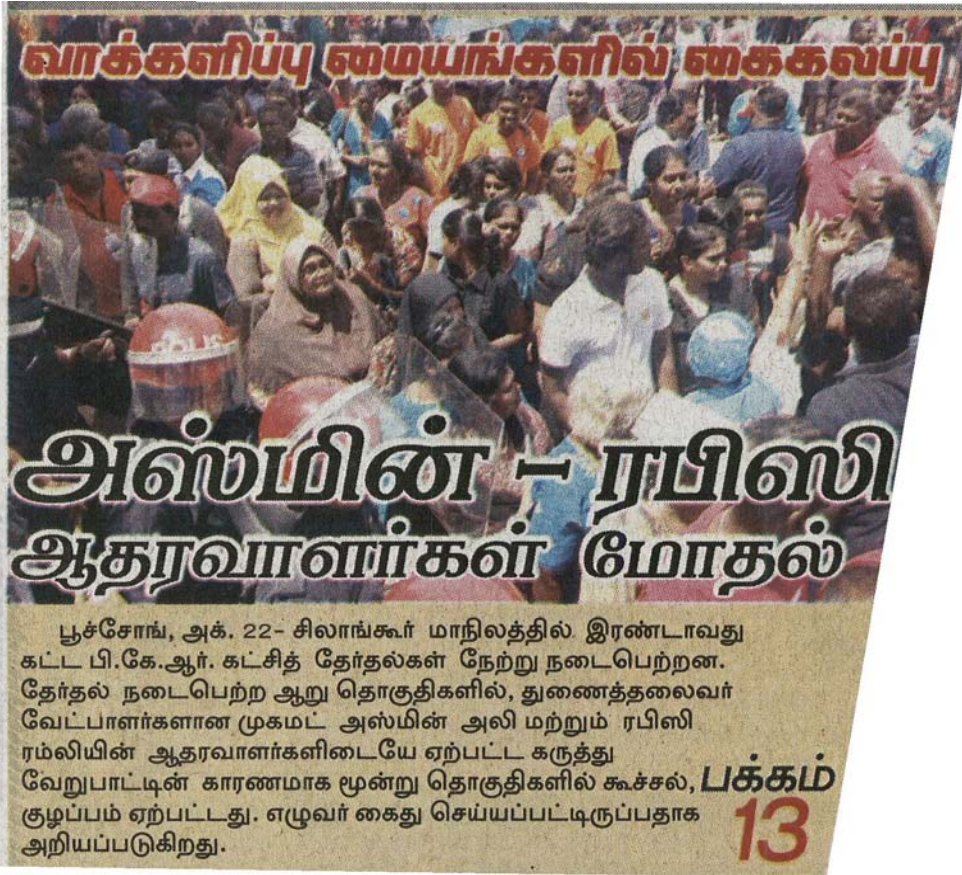 வாக்களிப்பு மையங்களில் கைகலப்பு
அஸ்மின் – ரபிஸி
ஆதரவாளர்கள் மோதல்
பூச்சோங், அக். 22- சிலாங்கூர் மாநிலத்தில் இரண்டாவது
கட்ட பி.கே.ஆர். கட்சித் தேர்தல்கள் நேற்று நடைபெற்றன.
தேர்தல் நடைபெற்ற ஆறு தொகுதிகளில், துணைத்தலைவர்
வேட்பாளர்களான முகமட் அஸ்மின் அலி மற்றும் ரபிஸி
ரம்லியின் ஆதரவாளர்களிடையே ஏற்பட்ட கருத்து
வேறுபாட்டின் காரணமாக மூன்று தொகுதிகளில் கூச்சல்,
குழப்பம் ஏற்பட்டது. எழுவர் கைது செய்யப்பட்டிருப்பதாக
அறியப்படுகிறது.
பக்கம்
13